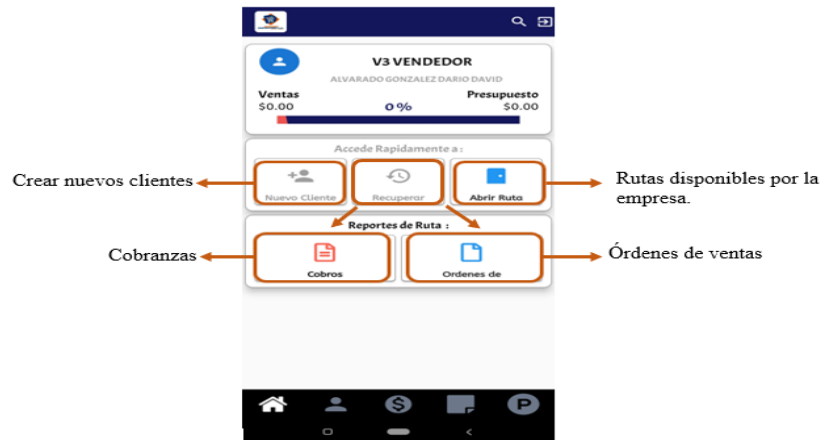 V3 VENDEDOR
ALVARADO GONZALEZ DARIO DAVID
Ventas
Presupuesto
$0.00
0%
$0.00
Accede Rapidamente a :
Crear nuevos clientes
Nuevo Cliente
Recuperar
Abrir Ruta
Rutas disponibles por la
empresa.
Reportes de Ruta :
Cobranzas
Cobros
Ordenes de
Órdenes de ventas
P